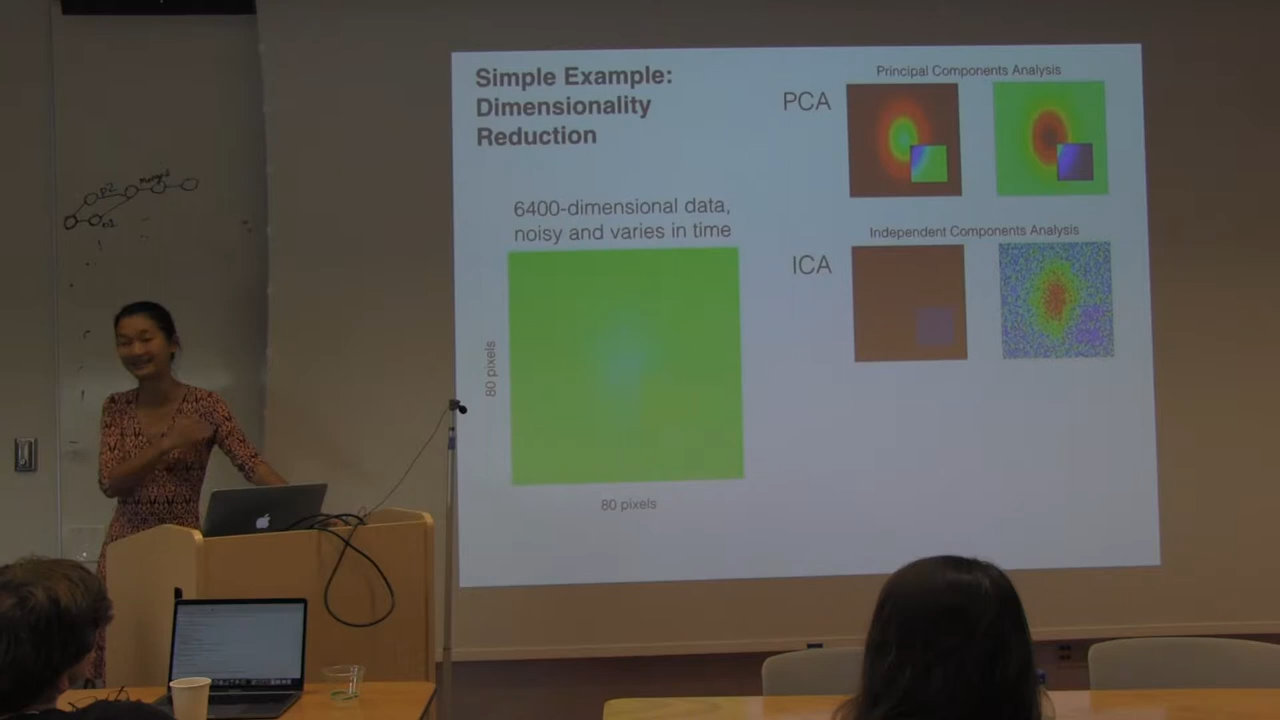 Simple Example:
Dimensionality
Reduction
6400-dimensional data,
noisy and varies in time
80 pixels
80 pixels
Principal Components Analysis
PCA
Independent Components Analysis
ICA